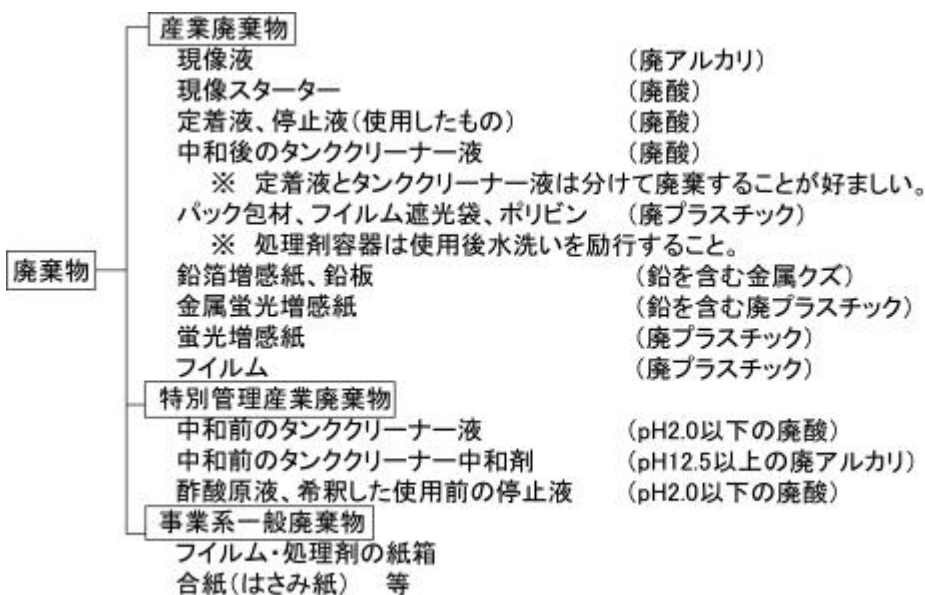 産業廃棄物
現像液 (廃アルカリ)
現像スターター (廃酸)
定着液、停止液(使用したもの) (廃酸)
中和後のタンククリーナー液 (廃酸)
※ 定着液とタンククリーナー液は分けて廃棄することが好ましい。
パック包材、フイルム遮光袋、ポリビン (廃プラスチック)
※ 処理剤容器は使用後水洗いを励行すること。
廃棄物
鉛箔増感紙、鉛板 (鉛を含む金属クズ)
金属蛍光増感紙 (鉛を含む廃プラスチック)
蛍光増感紙 (廃プラスチック)
フイルム (廃プラスチック)
特別管理産業廃棄物
中和前のタンククリーナー液 (pH2.0以下の廃酸)
中和前のタンククリーナー中和剤 (pH12.5以上の廃アルカリ)
酢酸原液、希釈した使用前の停止液 (pH2.0以下の廃酸)
事業系一般廃棄物
フイルム・処理剤の紙箱
合紙(はさみ紙) 等